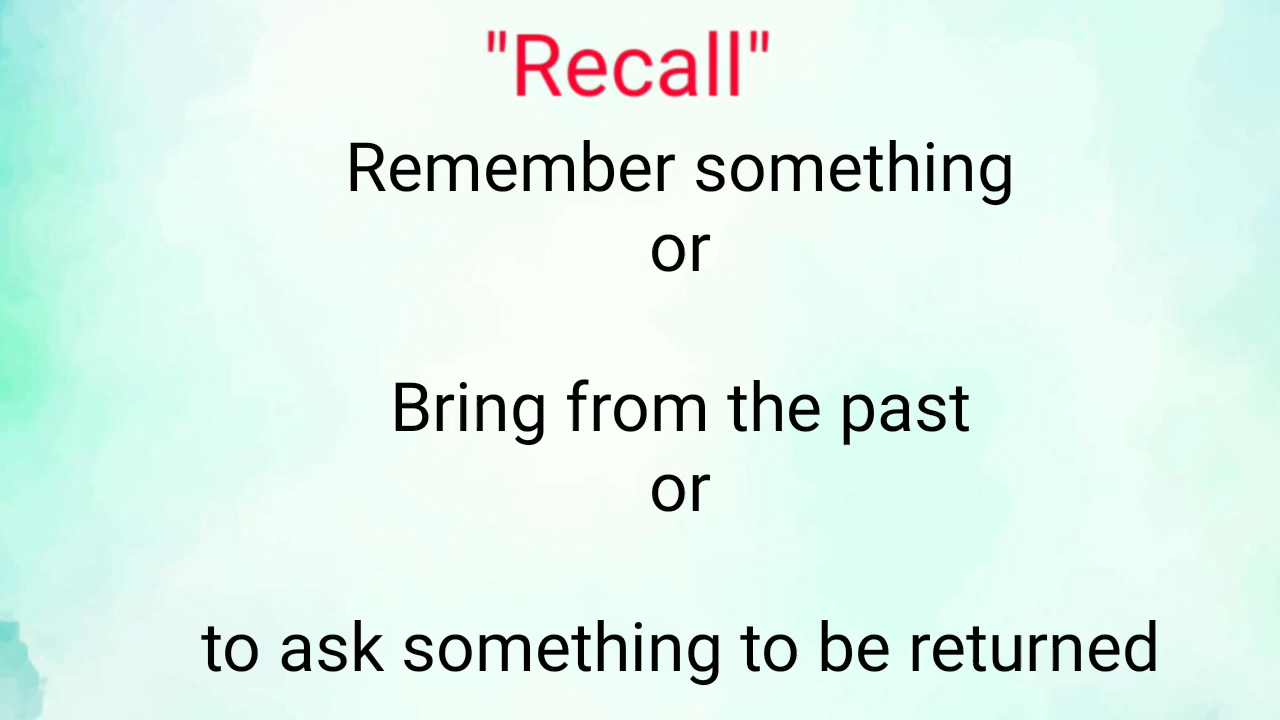 "Recall"
Remember something
or
Bring from the past
or
to ask something to be returned